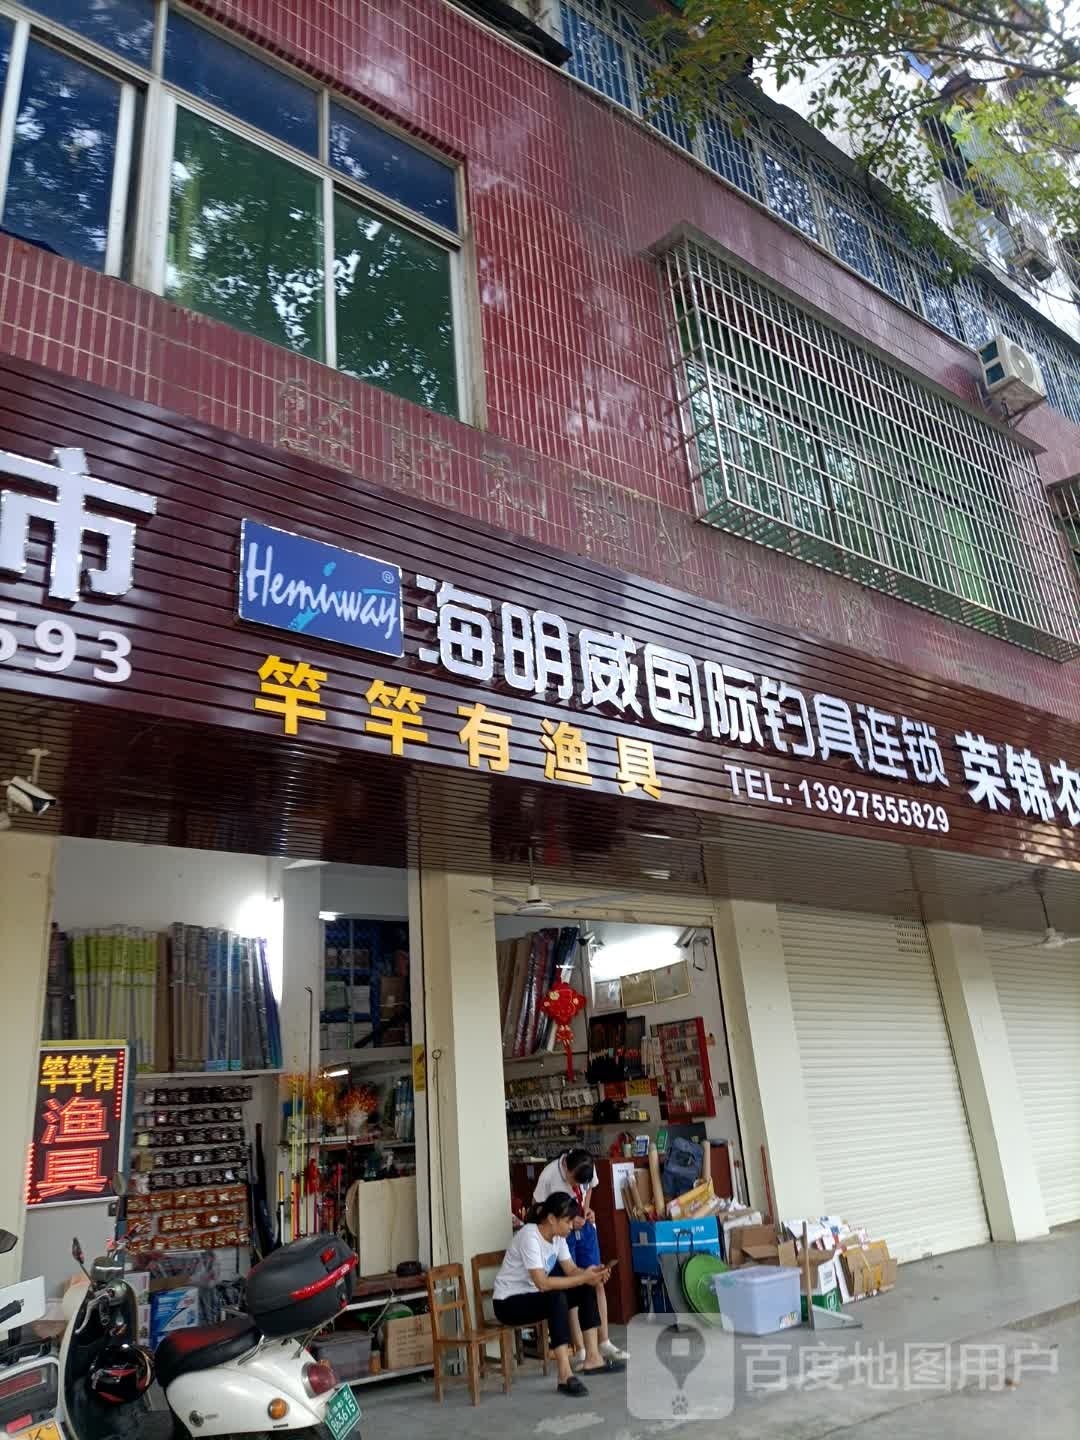 市
593
Heminway®
海明威国际钓具连锁
竿竿有渔具
TEL: 13927555829
荣锦农
竿竿有
渔
具
百度地图用户